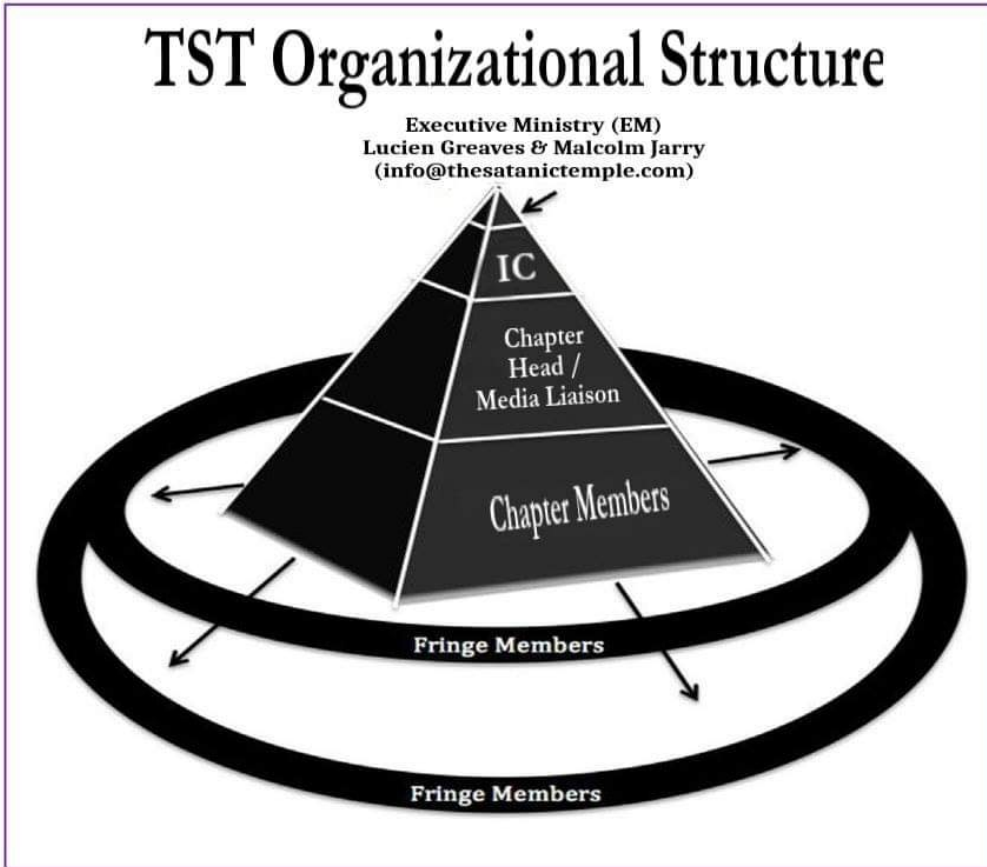 TST Organizational Structure
Executive Ministry (EM)
Lucien Greaves & Malcolm Jarry
(info@thesatanictemple.com)
IC
Chapter
Head /
Media Liaison
Chapter Members
Fringe Members
Fringe Members